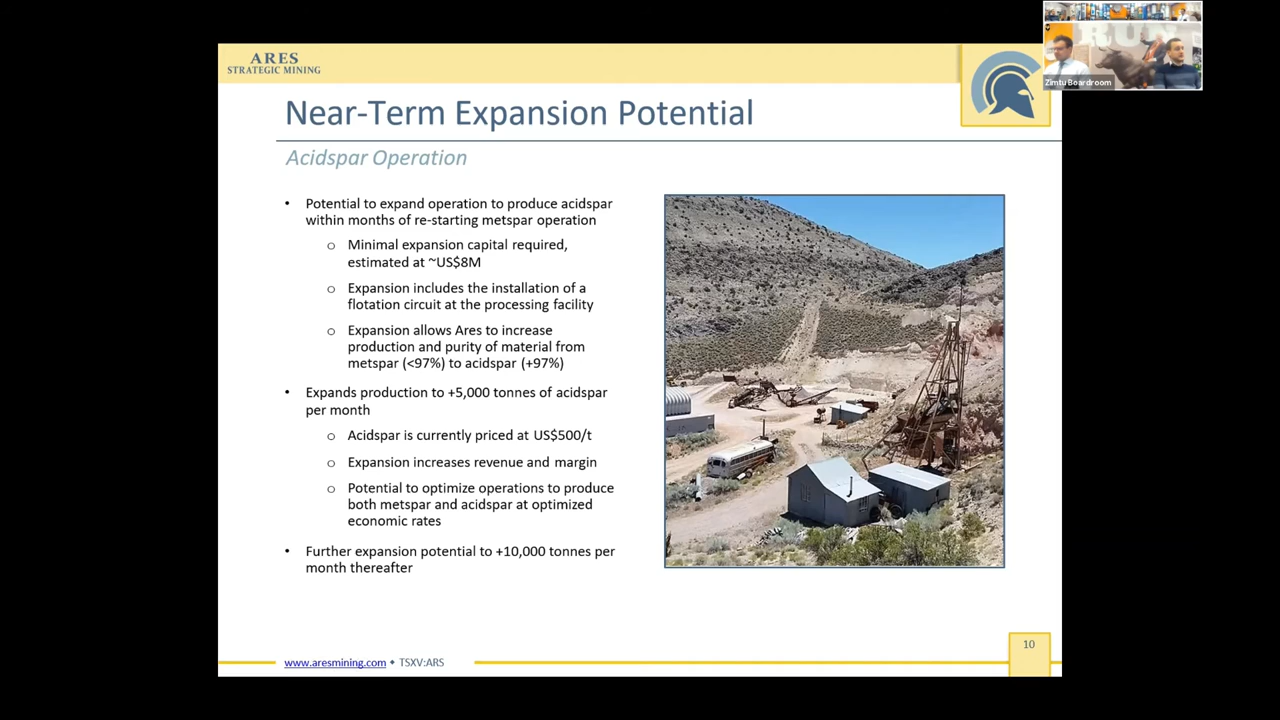 ARES
STRATEGIC MINING
RUN
Zimtu Boardroom
Near-Term Expansion Potential
Acidspar Operation
• Potential to expand operation to produce acidspar
within months of re-starting metspar operation
o Minimal expansion capital required,
estimated at ~US$8M
o Expansion includes the installation of a
flotation circuit at the processing facility
o Expansion allows Ares to increase
production and purity of material from
metspar (<97%) to acidspar (+97%)
• Expands production to +5,000 tonnes of acidspar
per month
o Acidspar is currently priced at US$500/t
o Expansion increases revenue and margin
o Potential to optimize operations to produce
both metspar and acidspar at optimized
economic rates
• Further expansion potential to +10,000 tonnes per
month thereafter
www.aresmining.com ◆ TSXV:ARS
10